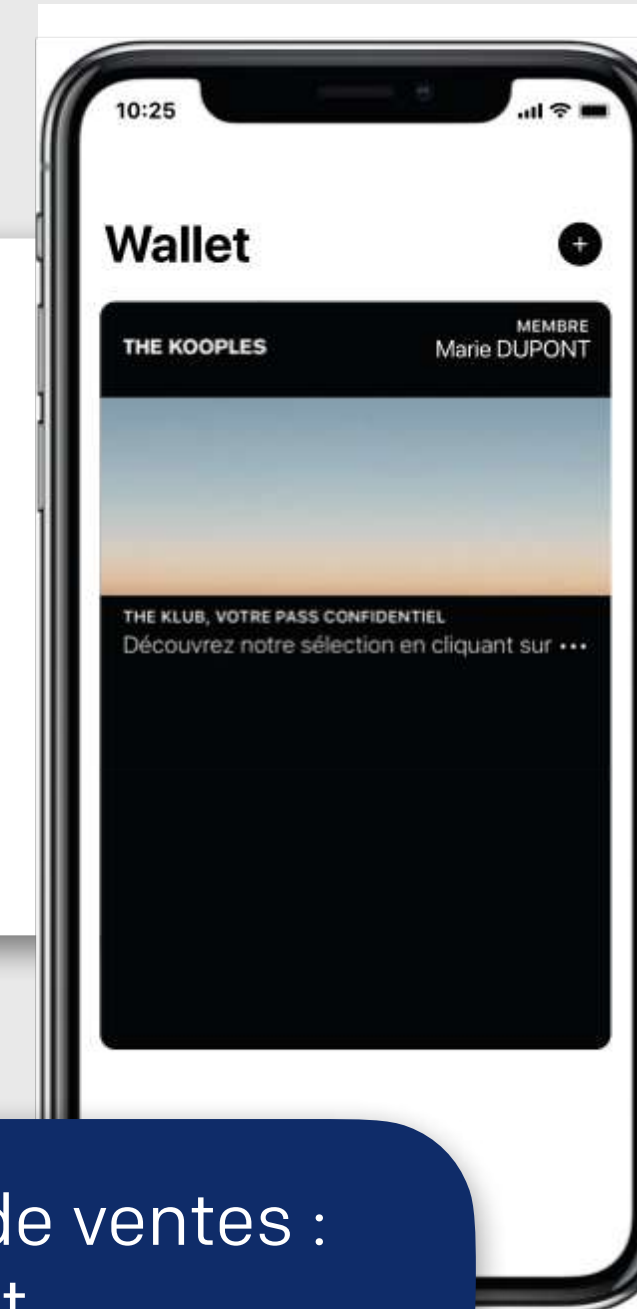 10:25
Wallet
+
THE KOOPLES
MEMBRE
Marie DUPONT
THE KLUB, VOTRE PASS CONFIDENTIEL
Découvrez notre sélection en cliquant sur •••
de ventes :